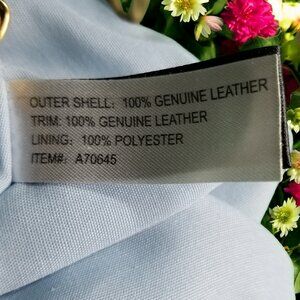 OUTER SHELL: 100% GENUINE LEATHER
TRIM: 100% GENUINE LEATHER
LINING: 100% POLYESTER
ITEM#: A70645